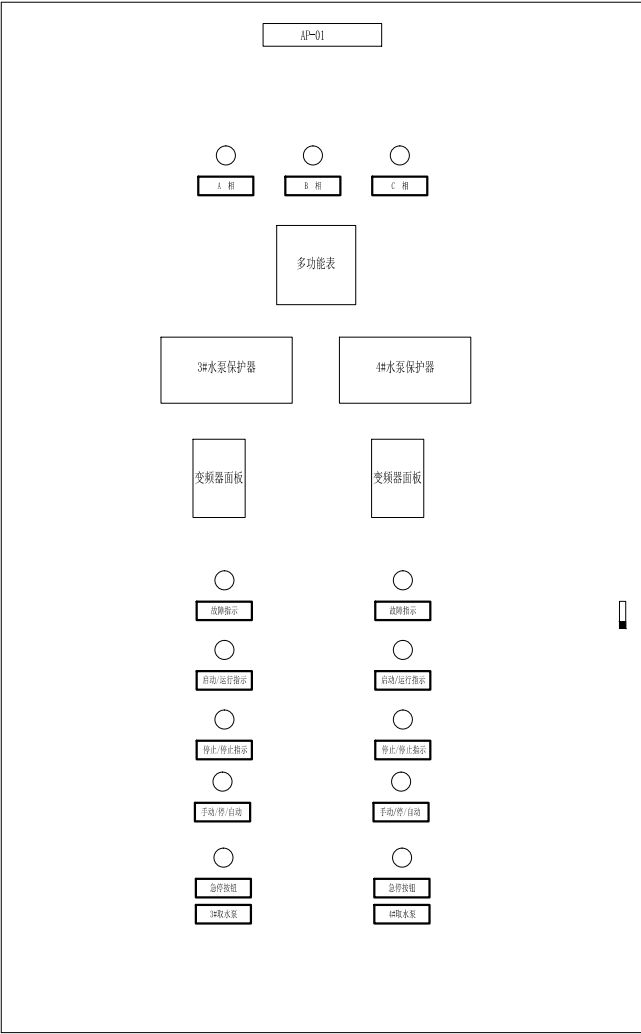 AP-01
A 相 B 相 C 相
多功能表
3#水泵保护器 4#水泵保护器
变频器面板 变频器面板
故障指示 故障指示
启动/运行指示 启动/运行指示
停止/停止指示 停止/停止指示
手动/停/自动 手动/停/自动
急停按钮 急停按钮
3#取水泵 4#取水泵